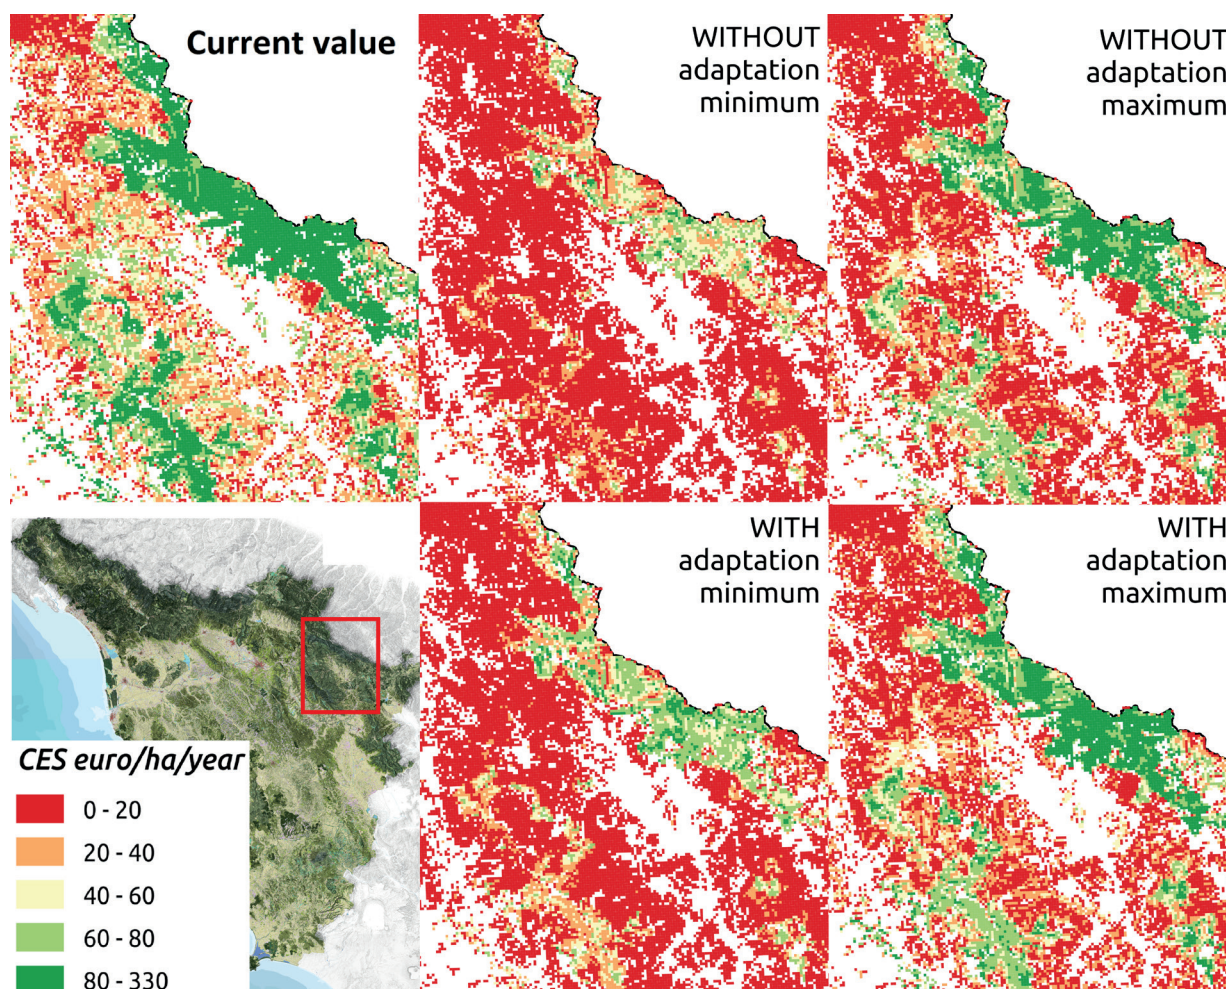 Current value
WITHOUT
adaptation
minimum
WITHOUT
adaptation
maximum
WITH
adaptation
minimum
WITH
adaptation
maximum
CES euro/ha/year
0 - 20
20 - 40
40 - 60
60 - 80
80 - 330